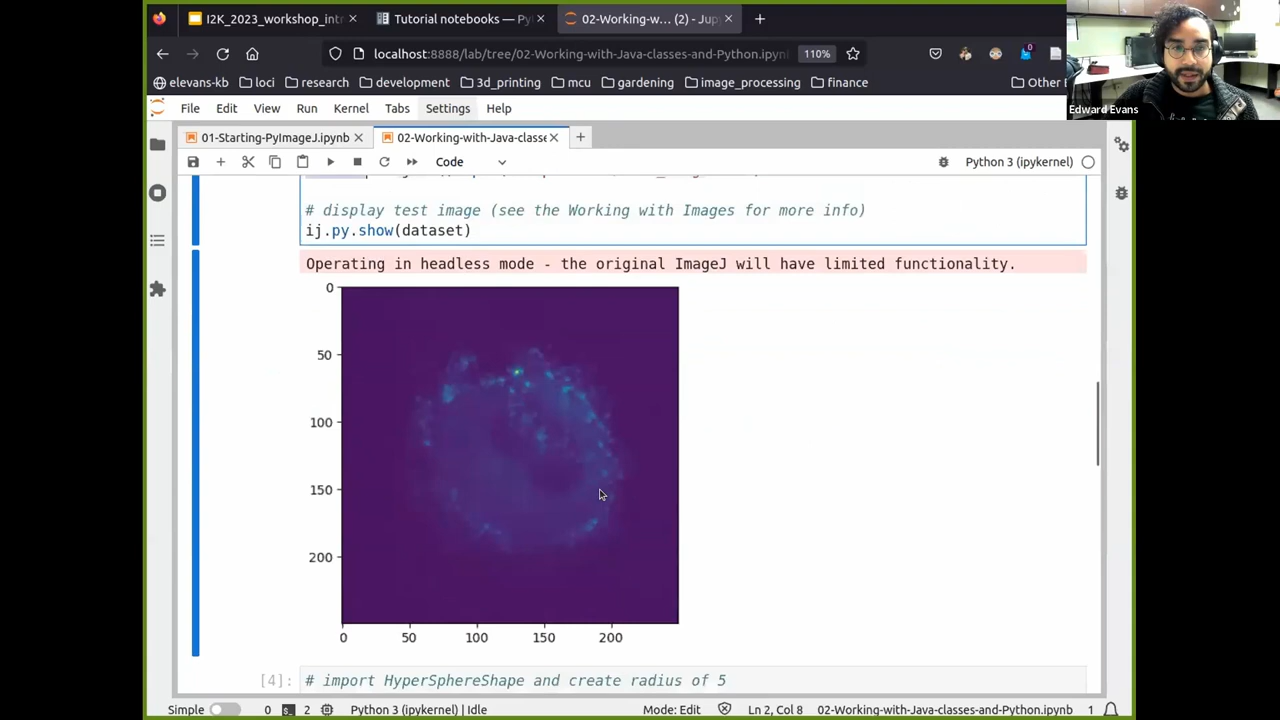 I2K_2023_workshop_intr
Tutorial notebooks — Py
02-Working-w… (2) - Jup
localhost:8888/lab/tree/02-Working-with-Java-classes-and-Python.ipynb
110%
elevans-kb
loci
research
dauntless
3d_printing
mcu
gardening
image_processing
finance
Other
Edward Evans
File
Edit
View
Run
Kernel
Tabs
Settings
Help
01-Starting-PyImageJ.ipynb
02-Working-with-Java-classe
Code
Python 3 (ipykernel)
# display test image (see the Working with Images for more info)
ij.py.show(dataset)
Operating in headless mode - the original ImageJ will have limited functionality.
0
50
100
150
200
0
50
100
150
200
[4]:
# import HyperSphereShape and create radius of 5
Simple
0
2
Python 3 (ipykernel) | Idle
Mode: Edit
Ln 2, Col 8
02-Working-with-Java-classes-and-Python.ipynb
1